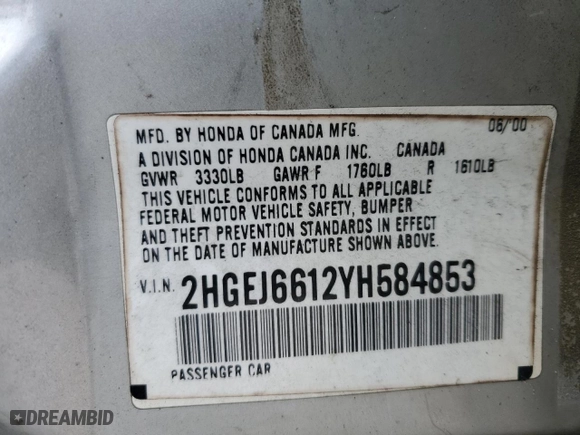 MFD. BY HONDA OF CANADA MFG. 08/00
A DIVISION OF HONDA CANADA INC. CANADA
GVWR 3330LB GAWR F 1760LB R 1610LB
THIS VEHICLE CONFORMS TO ALL APPLICABLE
FEDERAL MOTOR VEHICLE SAFETY, BUMPER
AND THEFT PREVENTION STANDARDS IN EFFECT
ON THE DATE OF MANUFACTURE SHOWN ABOVE.
V.I.N. 2HGEJ6612YH584853
PASSENGER CAR
DREAMBID